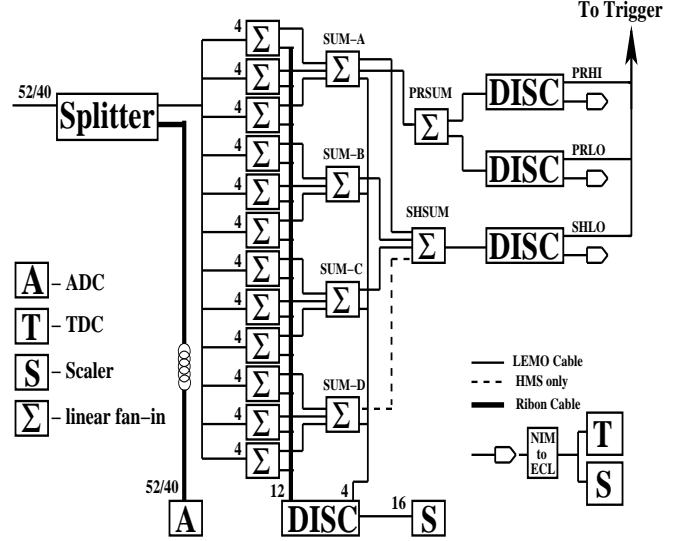 To Trigger
4
Σ
SUM−A
52/40
4
Σ
Σ
PRHI
DISC
PRSUM
Splitter
4
Σ
Σ
4
Σ
SUM−B
PRLO
DISC
4
Σ
Σ
SHSUM
4
Σ
Σ
SHLO
DISC
4
Σ
SUM−C
A − ADC
4
Σ
Σ
T − TDC
4
Σ
S − Scaler
LEMO Cable
4
Σ
SUM−D
HMS only
Σ − linear fan−in
4
Σ
Σ
Ribon Cable
4
Σ
NIM
to
ECL
T
S
52/40
12
4
16
A
DISC
S